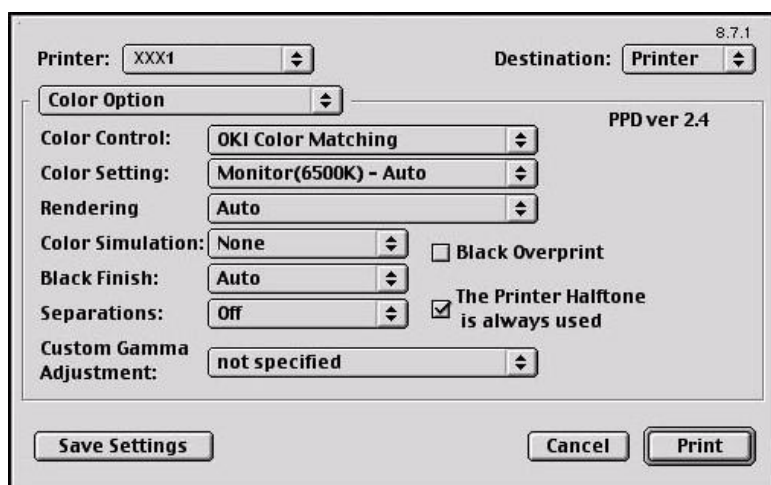 8.7.1
Printer: XXX1 Destination: Printer
Color Option
PPD ver 2.4
Color Control: OKI Color Matching
Color Setting: Monitor(6500K) - Auto
Rendering Auto
Color Simulation: None
Black Overprint
Black Finish: Auto
The Printer Halftone
is always used
Separations: Off
Custom Gamma
Adjustment: not specified
Save Settings Cancel Print